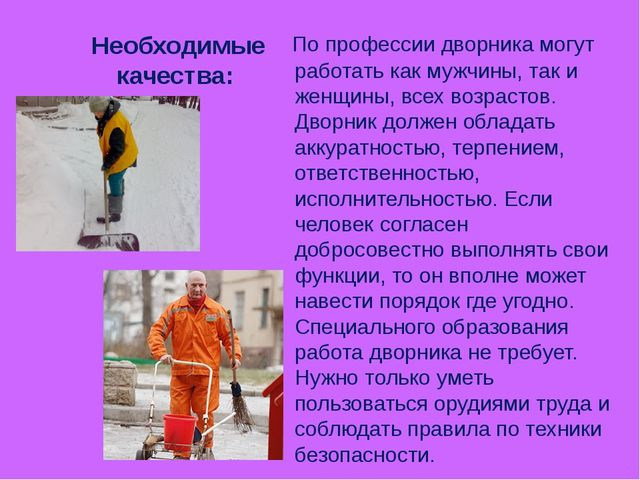 Необходимые
качества:
По профессии дворника могут
работать как мужчины, так и
женщины, всех возрастов.
Дворник должен обладать
аккуратностью, терпением,
ответственностью,
исполнительностью. Если
человек согласен
добросовестно выполнять свои
функции, то он вполне может
навести порядок где угодно.
Специального образования
работа дворника не требует.
Нужно только уметь
пользоваться орудиями труда и
соблюдать правила по техники
безопасности.